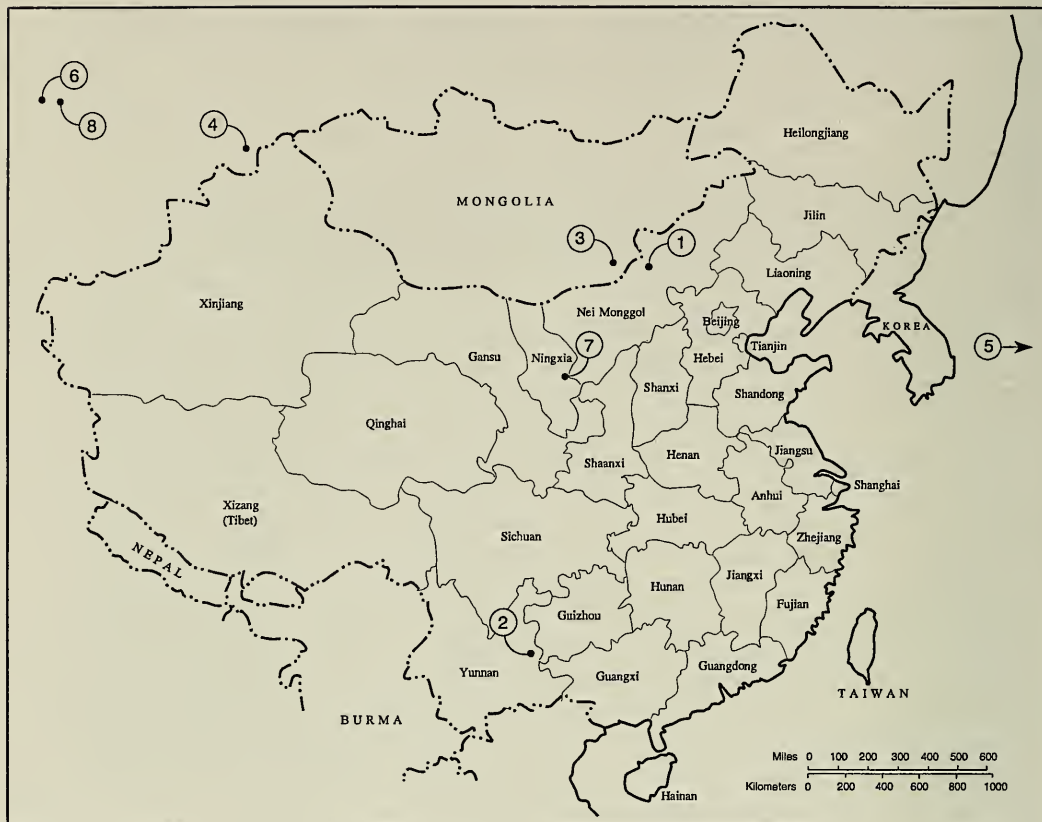 6
8
4
Heilongjiang
MONGOLIA
Jilin
3
1
Liaoning
Xinjiang
Nei Monggol
Beijing
KOREA
5
Gansu
Ningxia
7
Hebei
Tianjin
Shanxi
Shandong
Qinghai
Jiangsu
Shaanxi
Henan
Shanghai
Anhui
Xizang
(Tibet)
Hubei
Sichuan
Zhejiang
NEPAL
Jiangxi
Hunan
Fujian
Guizhou
2
Guangdong
Yunnan
Guangxi
TAIWAN
BURMA
Miles 0 100 200 300 400 500 600
Kilometers 0 200 400 600 800 1000
Hainan